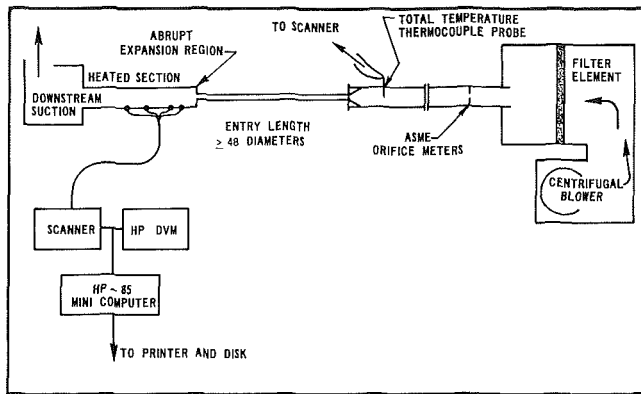 TO SCANNER
TOTAL TEMPERATURE
THERMOCOUPLE PROBE
ABRUPT
EXPANSION REGION
HEATED SECTION
DOWNSTREAM
SUCTION
ENTRY LENGTH
≥ 48 DIAMETERS
ASME
ORIFICE METERS
FILTER
ELEMENT
CENTRIFUGAL
BLOWER
SCANNER
HP DVM
HP - 85
MINI COMPUTER
TO PRINTER AND DISK